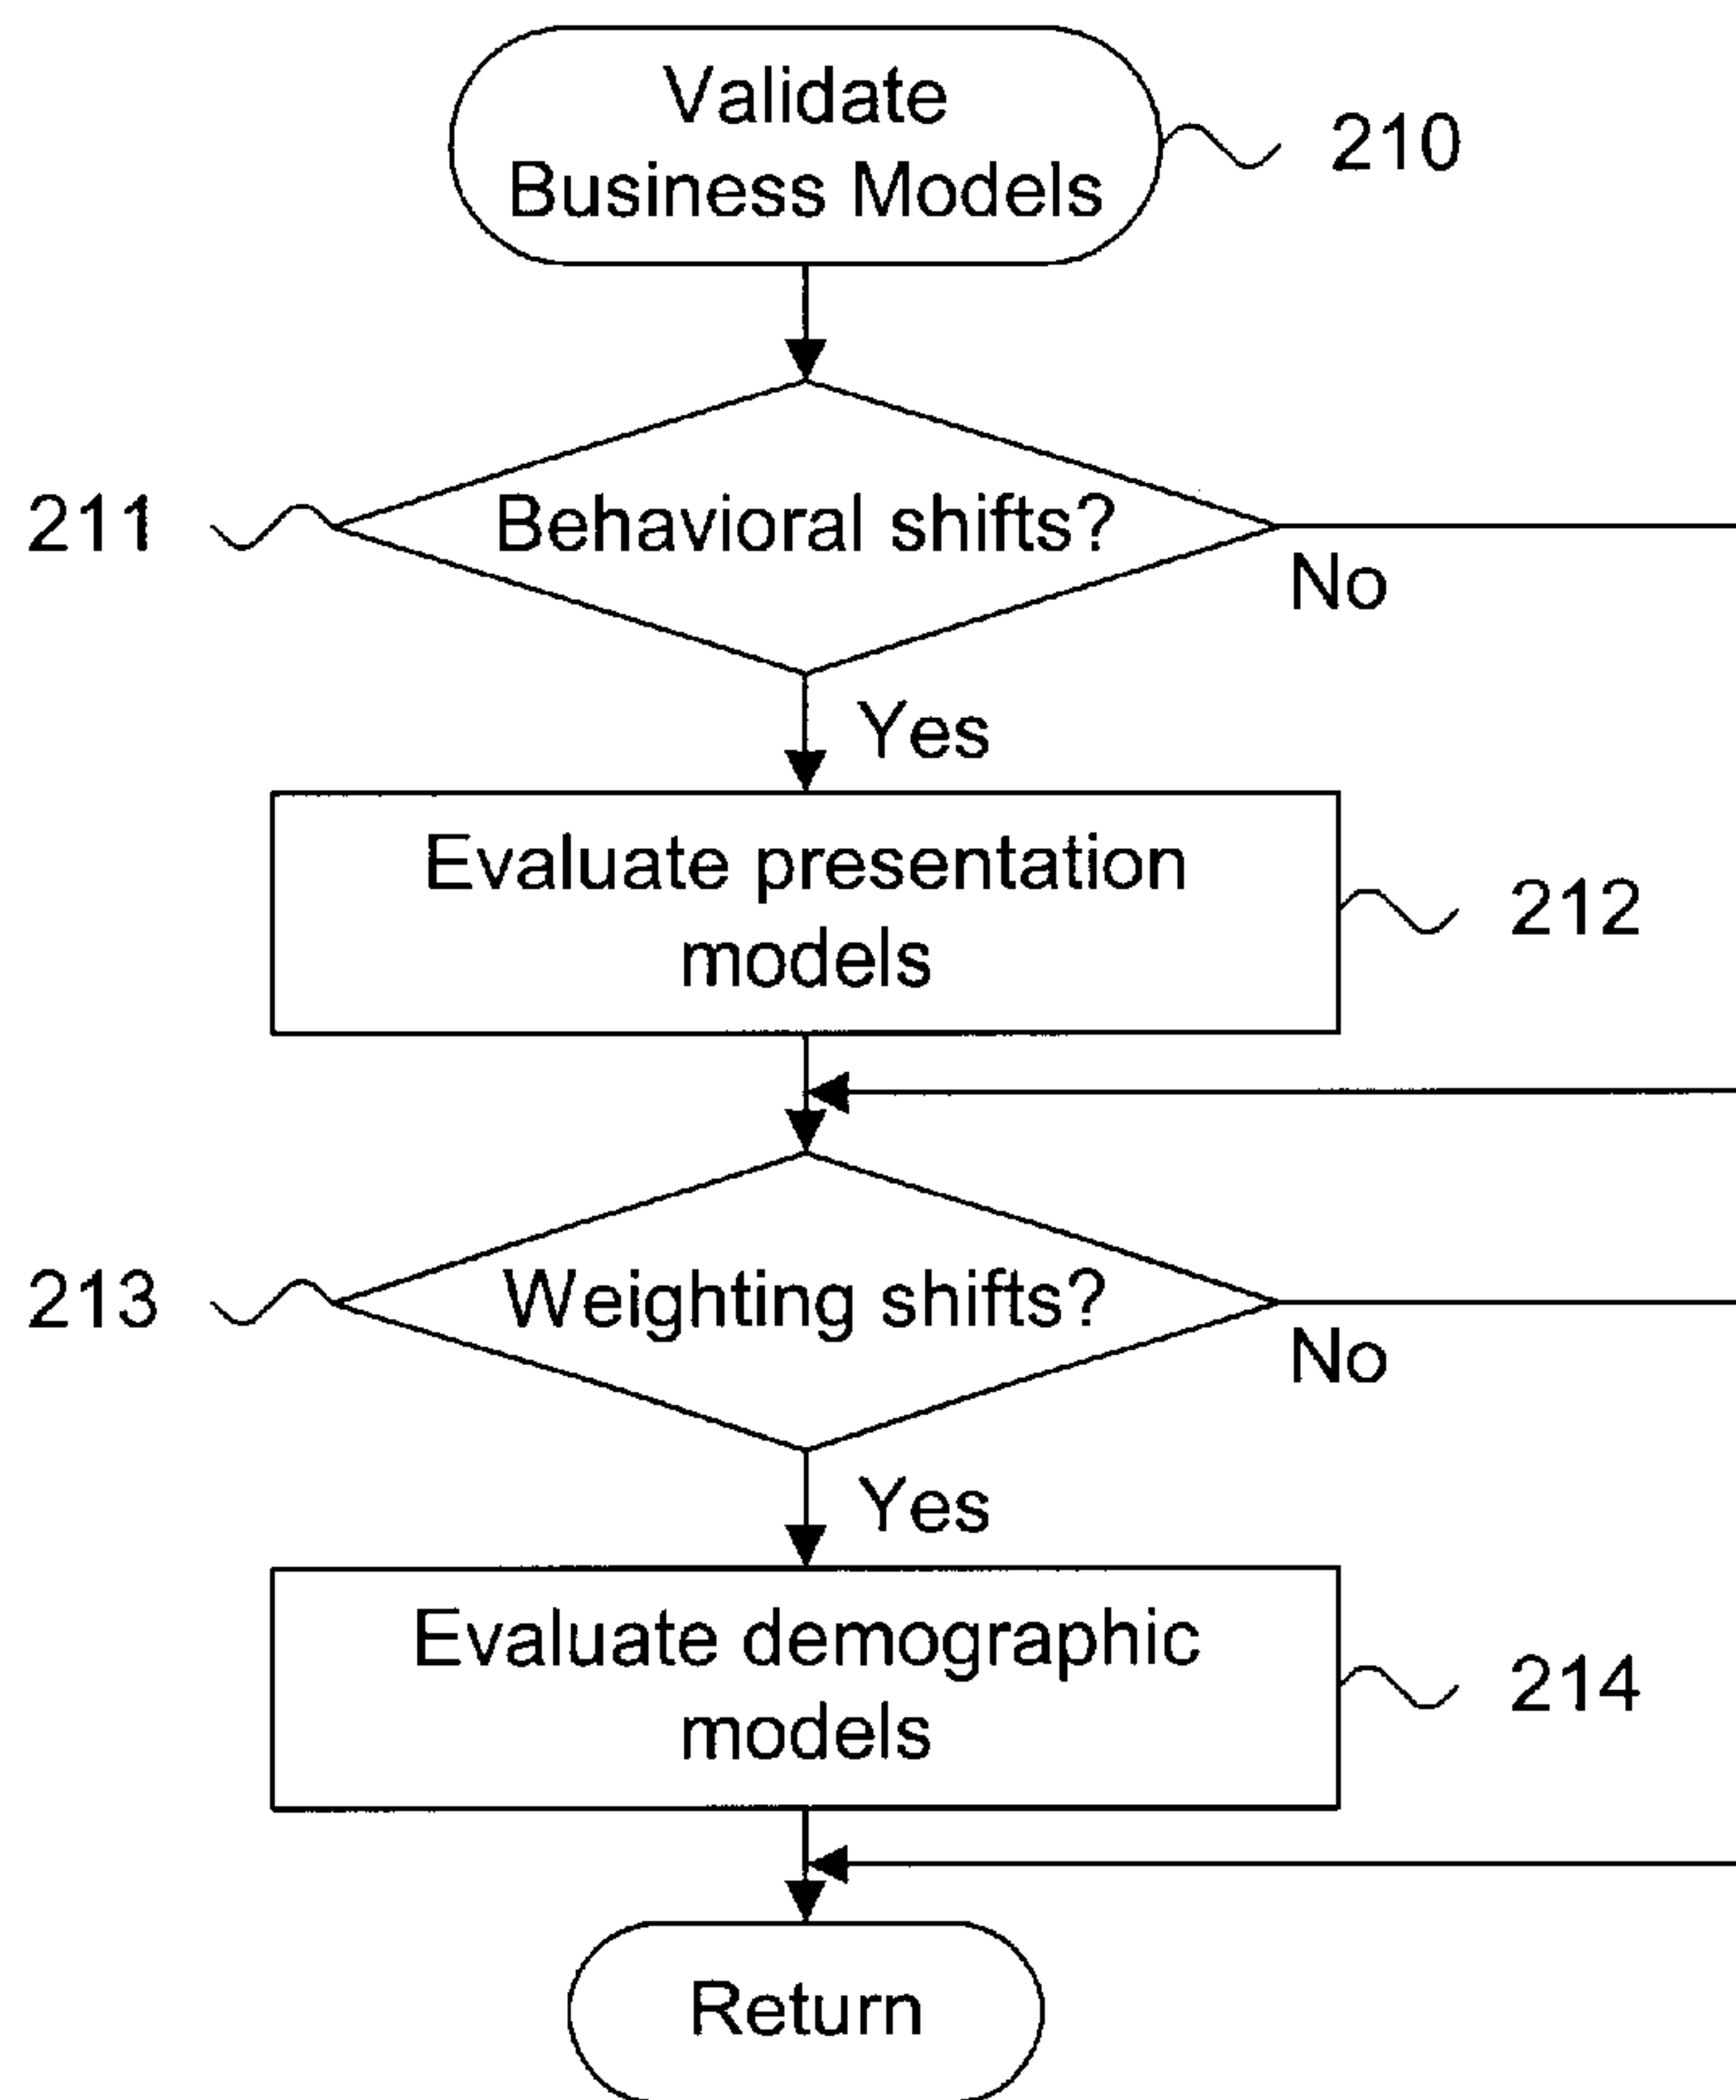 Validate
Business Models
210
211
Behavioral shifts?
No
Yes
Evaluate presentation
models
212
213
Weighting shifts?
No
Yes
Evaluate demographic
models
214
Return